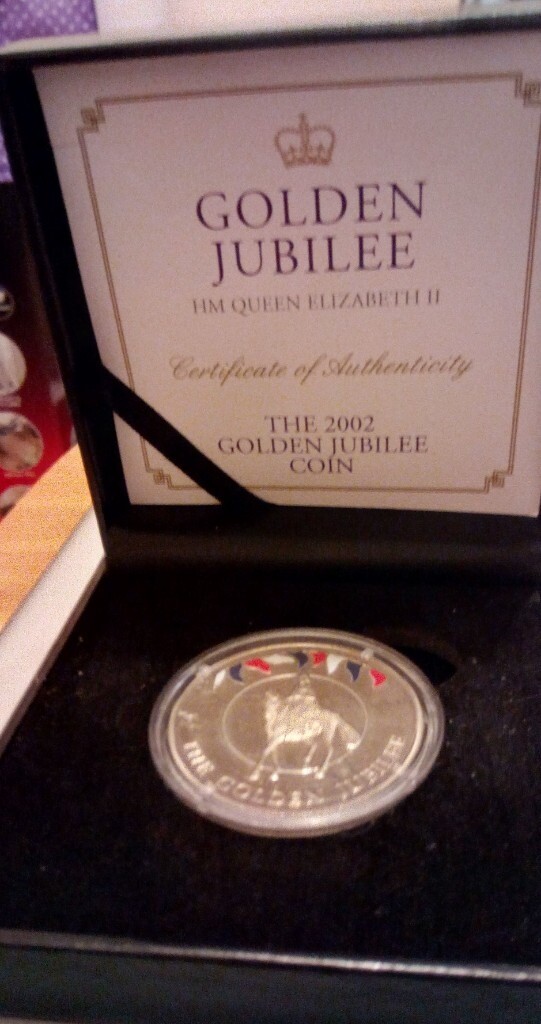 GOLDEN
JUBILEE
HM QUEEN ELIZABETH II
Certificate of Authenticity
THE 2002
GOLDEN JUBILEE
COIN
THE GOLDEN JUBILEE